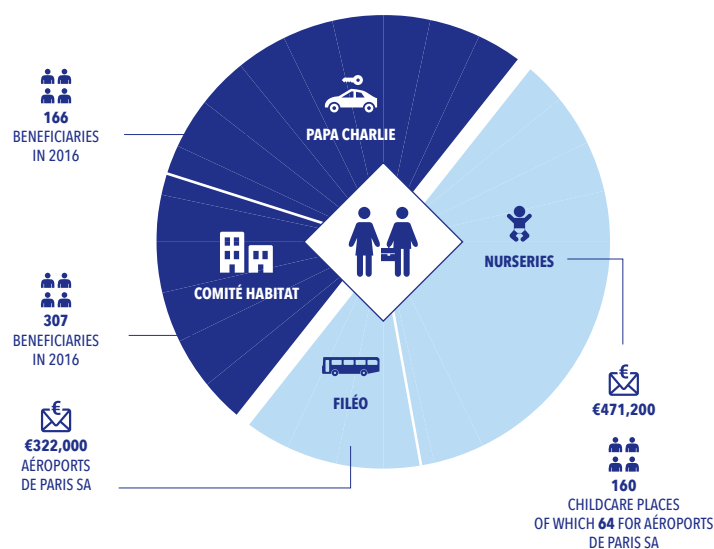 166
BENEFICIARIES
IN 2016
PAPA CHARLIE
NURSERIES
COMITÉ HABITAT
307
BENEFICIARIES
IN 2016
FILÉO
€
€322,000
AÉROPORTS
DE PARIS SA
€
€471,200
160
CHILDCARE PLACES
OF WHICH 64 FOR AÉROPORTS
DE PARIS SA